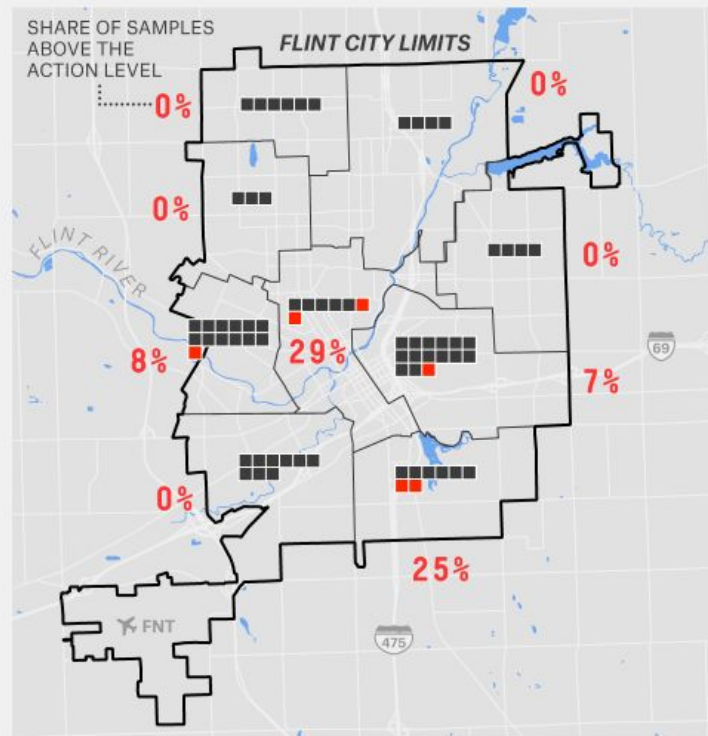 SHARE OF SAMPLES
ABOVE THE
ACTION LEVEL
FLINT CITY LIMITS
0%
0%
0%
0%
FLINT RIVER
29%
8%
69
7%
0%
25%
FNT
475